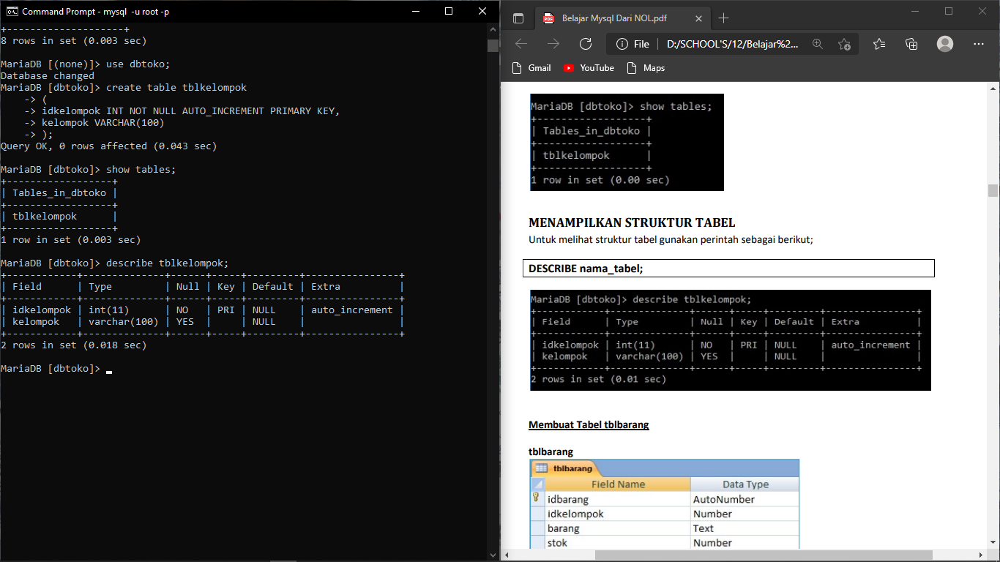 Command Prompt - mysql  -u root -p
+--------------------+
8 rows in set (0.003 sec)
MariaDB [(none)]> use dbtoko;
Database changed
MariaDB [dbtoko]> create table tblkelompok
    -> (
    -> idkelompok INT NOT NULL AUTO_INCREMENT PRIMARY KEY,
    -> kelompok VARCHAR(100)
    -> );
Query OK, 0 rows affected (0.043 sec)
MariaDB [dbtoko]> show tables;
+------------------+
| Tables_in_dbtoko |
+------------------+
| tblkelompok      |
+------------------+
1 row in set (0.003 sec)
MariaDB [dbtoko]> describe tblkelompok;
+------------+--------------+------+-----+---------+----------------+
| Field      | Type         | Null | Key | Default | Extra          |
+------------+--------------+------+-----+---------+----------------+
| idkelompok | int(11)      | NO   | PRI | NULL    | auto_increment |
| kelompok   | varchar(100) | YES  |     | NULL    |                |
+------------+--------------+------+-----+---------+----------------+
2 rows in set (0.018 sec)
MariaDB [dbtoko]>
PDF Belajar Mysql Dari NOL.pdf
File | D:/SCHOOL'S/12/Belajar%2...
Gmail YouTube Maps
MariaDB [dbtoko]> show tables;
+------------------+
| Tables_in_dbtoko |
+------------------+
| tblkelompok      |
+------------------+
1 row in set (0.00 sec)
MENAMPILKAN STRUKTUR TABEL
Untuk melihat struktur tabel gunakan perintah sebagai berikut;
DESCRIBE nama_tabel;
MariaDB [dbtoko]> describe tblkelompok;
+------------+--------------+------+-----+---------+----------------+
| Field      | Type         | Null | Key | Default | Extra          |
+------------+--------------+------+-----+---------+----------------+
| idkelompok | int(11)      | NO   | PRI | NULL    | auto_increment |
| kelompok   | varchar(100) | YES  |     | NULL    |                |
+------------+--------------+------+-----+---------+----------------+
2 rows in set (0.01 sec)
Membuat Tabel tblbarang
tblbarang
tblbarang
Field Name Data Type
idbarang AutoNumber
idkelompok Number
barang Text
stok Number